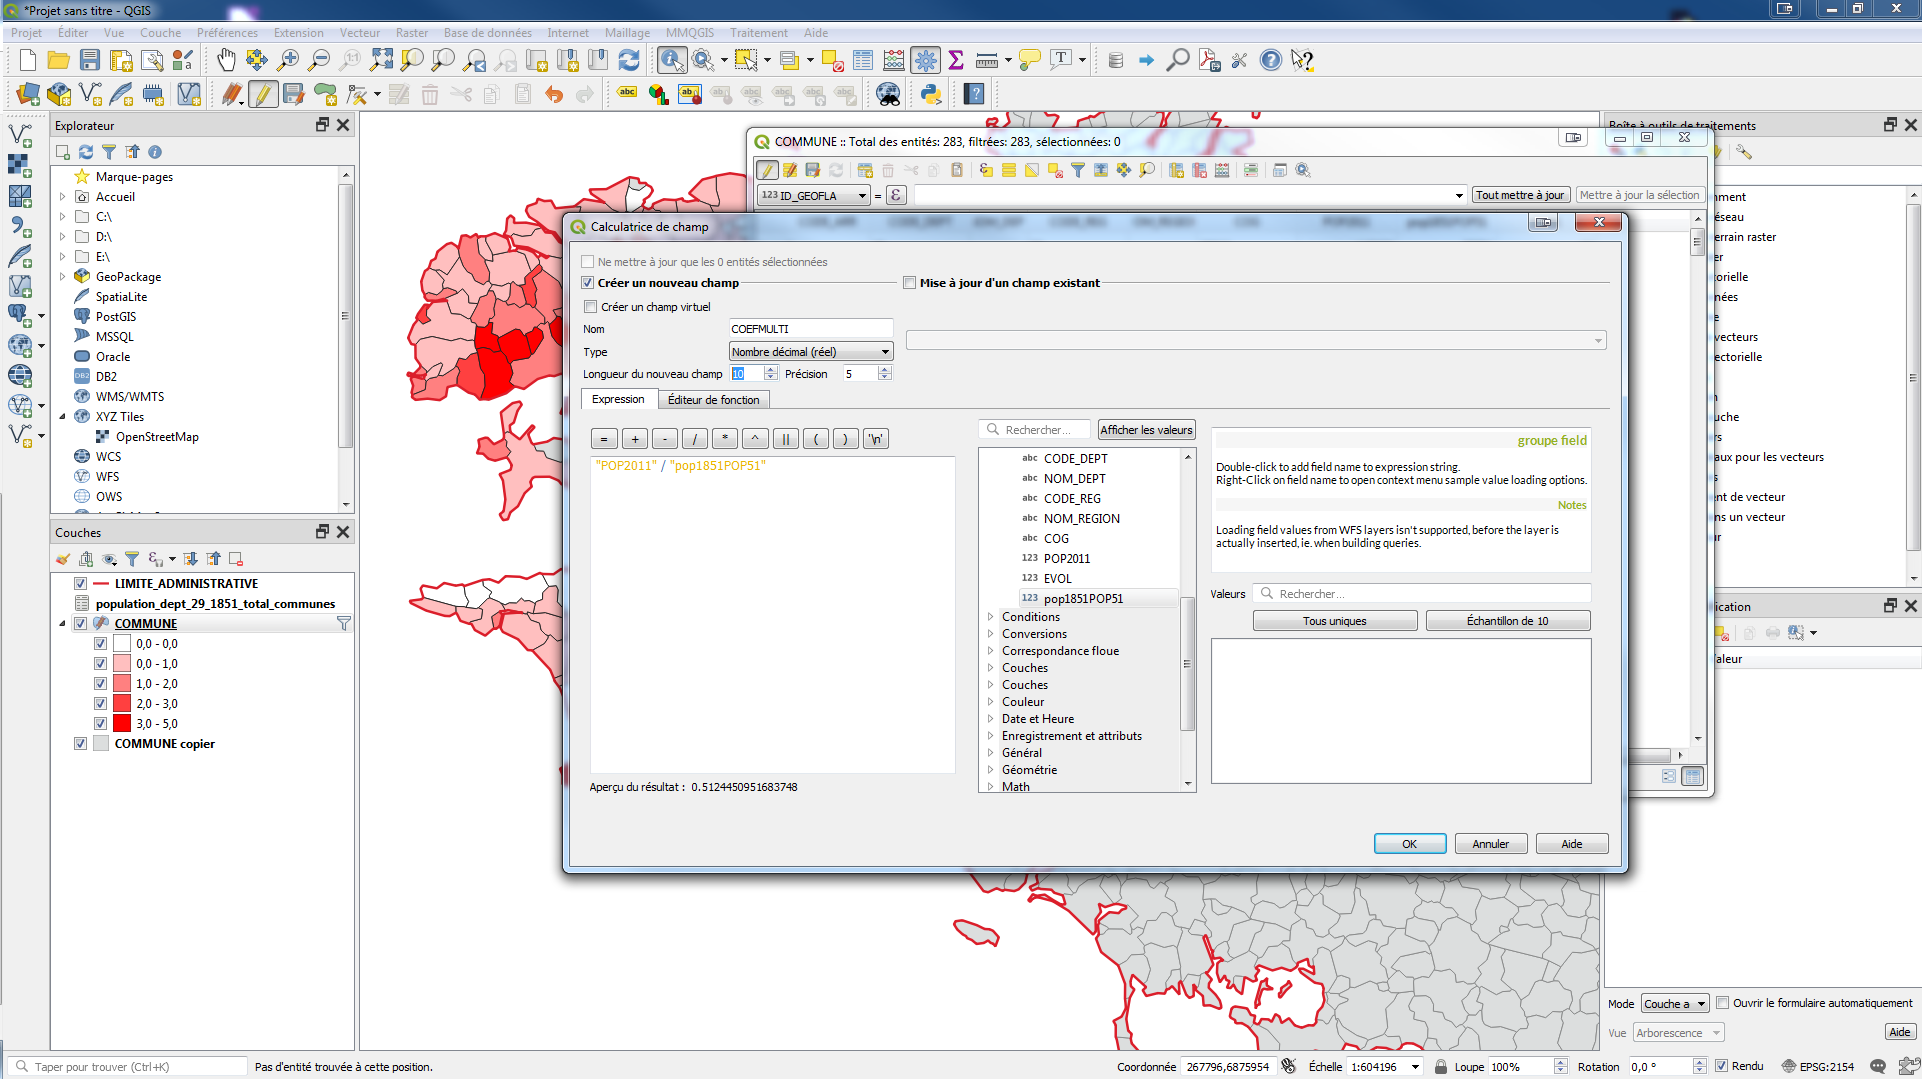 *Projet sans titre - QGIS
Projet Éditer Vue Couche Préférences Extension Vecteur Raster Base de données Internet Maillage MMQGIS Traitement Aide
Explorateur
Marque-pages
Accueil
C:\
D:\
E:\
GeoPackage
SpatiaLite
PostGIS
MSSQL
Oracle
DB2
WMS/WMTS
XYZ Tiles
OpenStreetMap
WCS
WFS
OWS
Couches
LIMITE_ADMINISTRATIVE
population_dept_29_1851_total_communes
COMMUNE
0,0 - 0,0
0,0 - 1,0
1,0 - 2,0
2,0 - 3,0
3,0 - 5,0
COMMUNE copier
COMMUNE :: Total des entités: 283, filtrées: 283, sélectionnées: 0
123 ID_GEOFLA = ε Tout mettre à jour Mettre à jour la sélection
Calculatrice de champ
Ne mettre à jour que les 0 entités sélectionnées
Créer un nouveau champ
Mise à jour d'un champ existant
Créer un champ virtuel
Nom COEFMULTI
Type Nombre décimal (réel)
Longueur du nouveau champ 10 Précision 5
Expression Éditeur de fonction
= + - / * ^ || ( ) '\n'
"POP2011" / "pop1851POP51"
Aperçu du résultat : 0.5124450951683748
Rechercher... Afficher les valeurs
abc CODE_DEPT
abc NOM_DEPT
abc CODE_REG
abc NOM_REGION
abc COG
123 POP2011
123 EVOL
123 pop1851POP51
Conditions
Conversions
Correspondance floue
Couches
Couches
Couleur
Date et Heure
Enregistrement et attributs
Général
Géométrie
Math
groupe field
Double-click to add field name to expression string.
Right-Click on field name to open context menu sample value loading options.
Notes
Loading field values from WFS layers isn't supported, before the layer is
actually inserted, ie. when building queries.
Valeurs Rechercher...
Tous uniques Échantillon de 10
OK Annuler Aide
Boîte à outils de traitements
mment
réseau
errain raster
er
torielle
nées
e
vecteurs
ectorielle
n
uche
rs
aux pour les vecteurs
nt de vecteur
ns un vecteur
ur
ication
aleur
Mode Couche a Ouvrir le formulaire automatiquement
Vue Arborescence Aide
Taper pour trouver (Ctrl+K) Pas d'entité trouvée à cette position. Coordonnée 267796,6875954 Échelle 1:604196 Loupe 100% Rotation 0,0 ° Rendu EPSG:2154